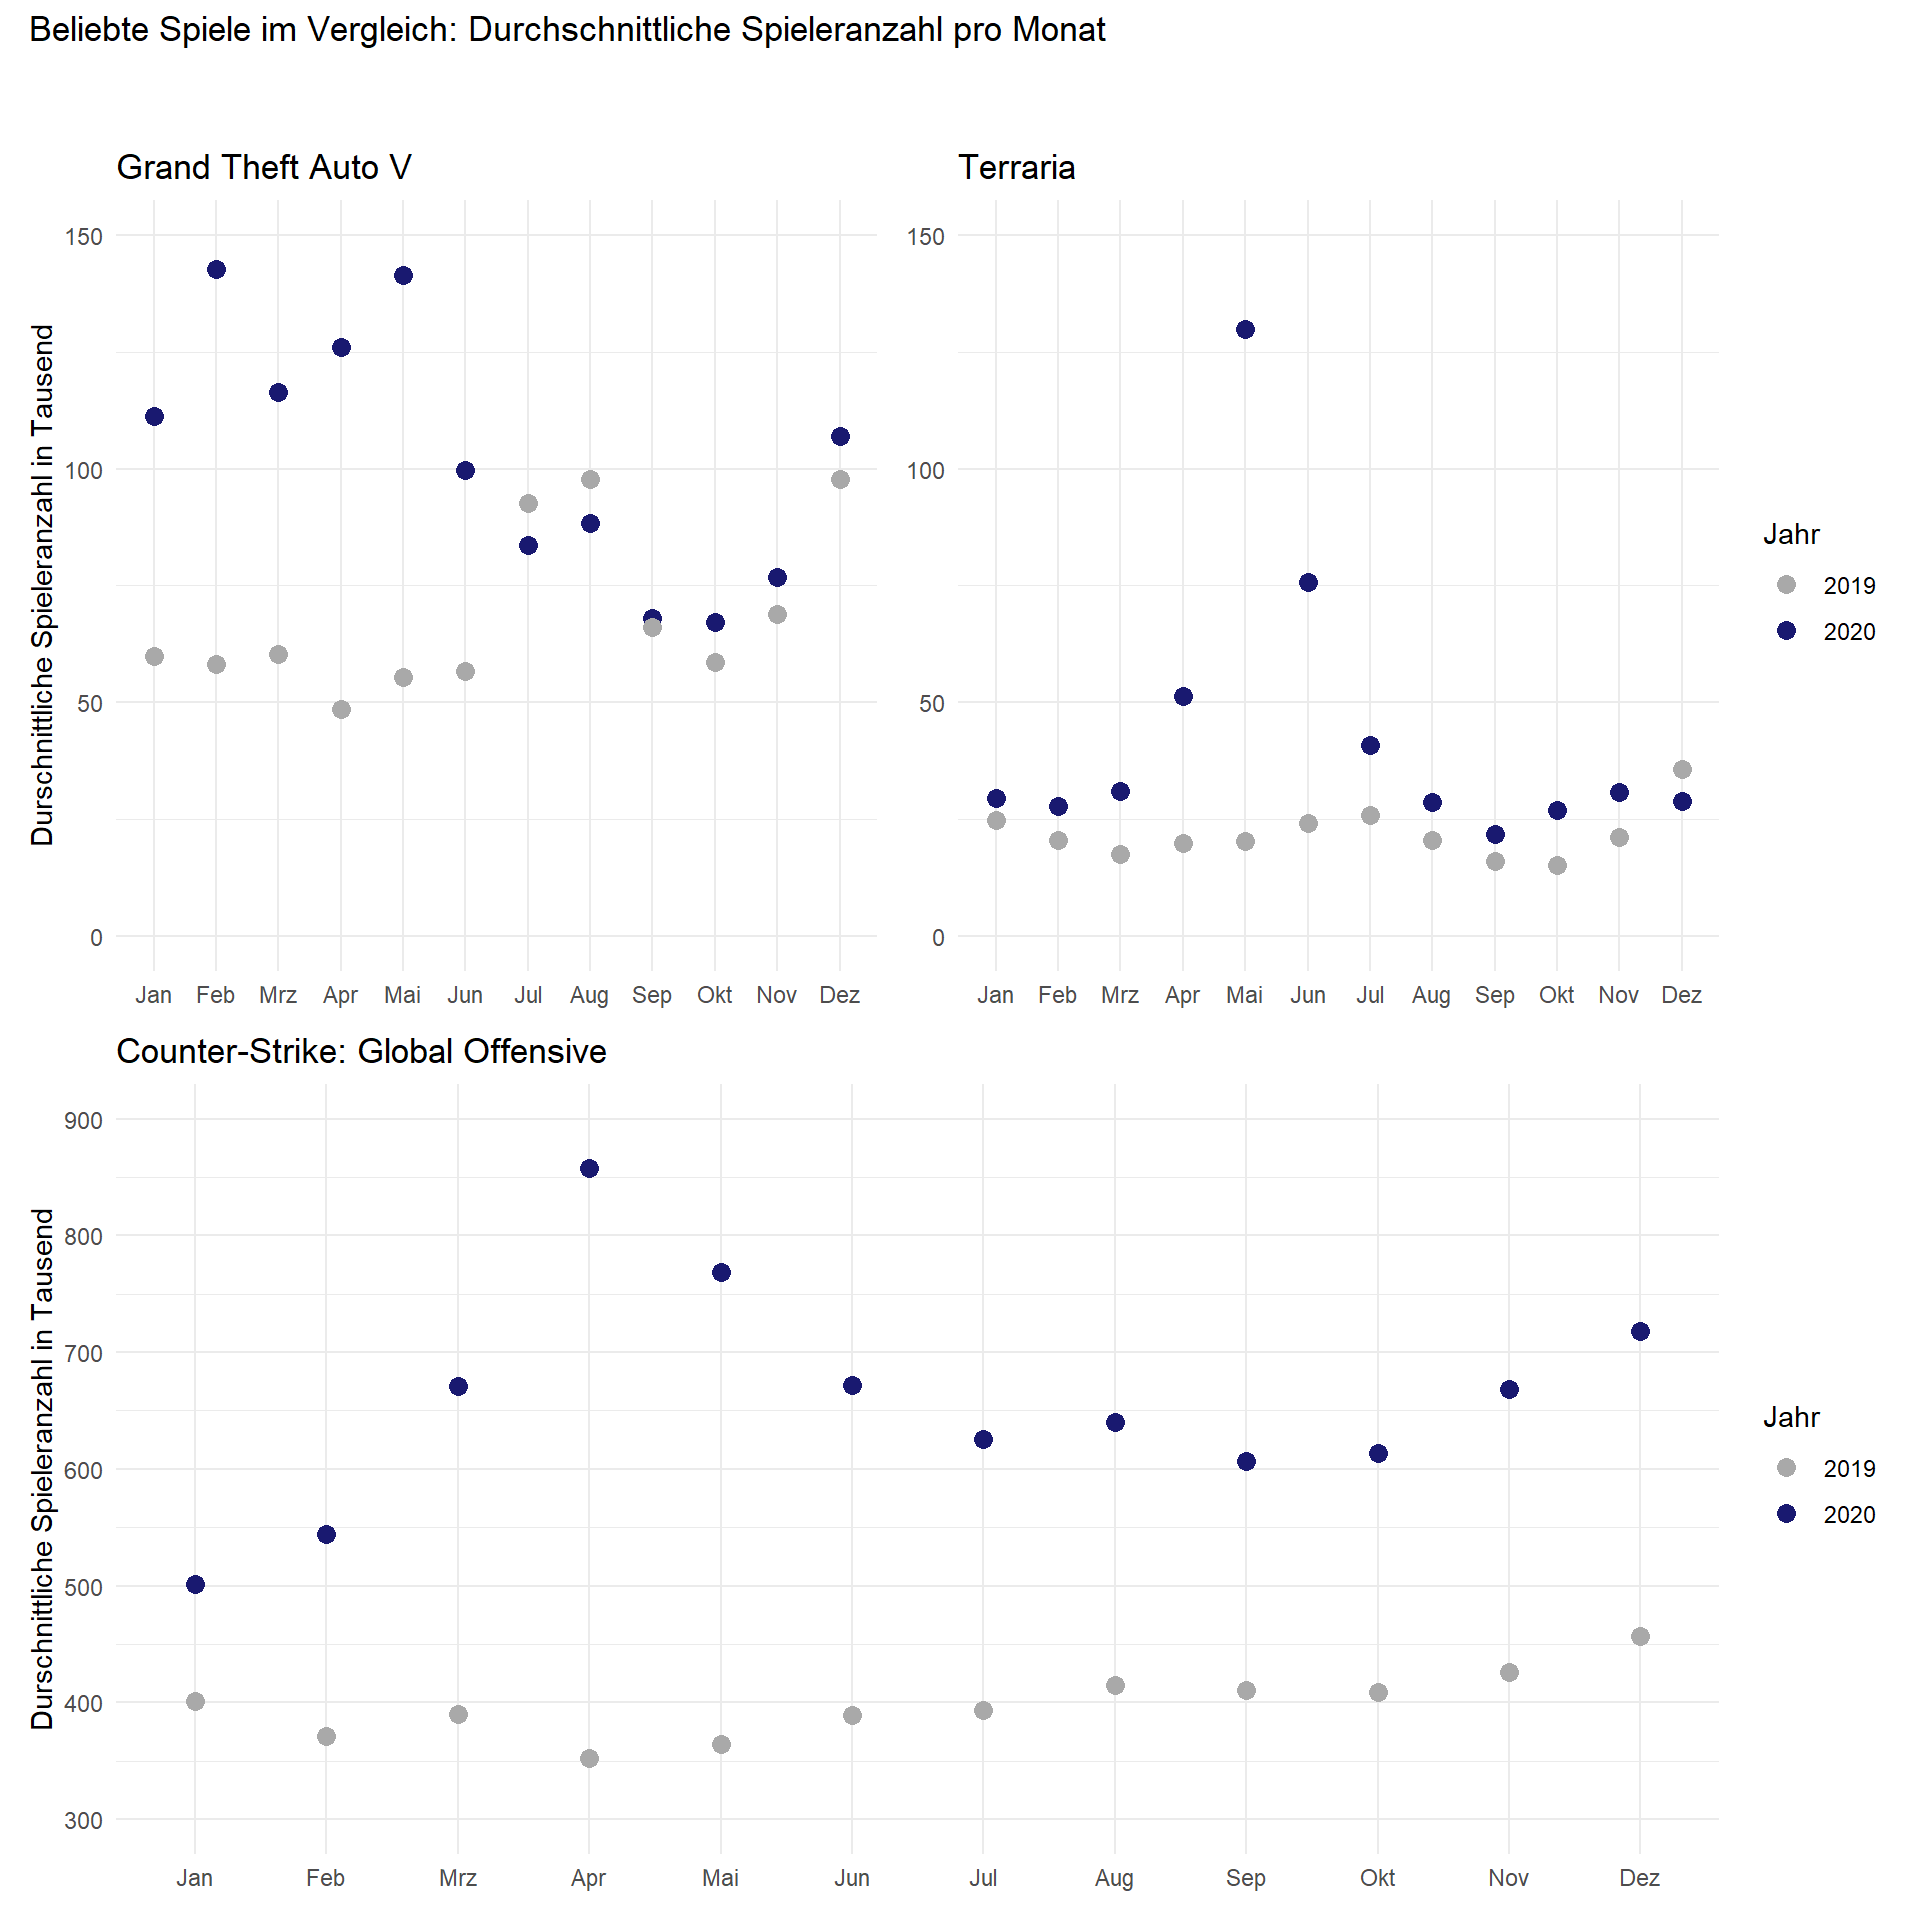 Beliebte Spiele im Vergleich: Durchschnittliche Spieleranzahl pro Monat
Grand Theft Auto V
Durschnittliche Spieleranzahl in Tausend
150
100
50
0
Jan Feb Mrz Apr Mai Jun Jul Aug Sep Okt Nov Dez
Terraria
150
100
50
0
Jan Feb Mrz Apr Mai Jun Jul Aug Sep Okt Nov Dez
Jahr
2019
2020
Counter-Strike: Global Offensive
Durschnittliche Spieleranzahl in Tausend
900
800
700
600
500
400
300
Jan Feb Mrz Apr Mai Jun Jul Aug Sep Okt Nov Dez
Jahr
2019
2020